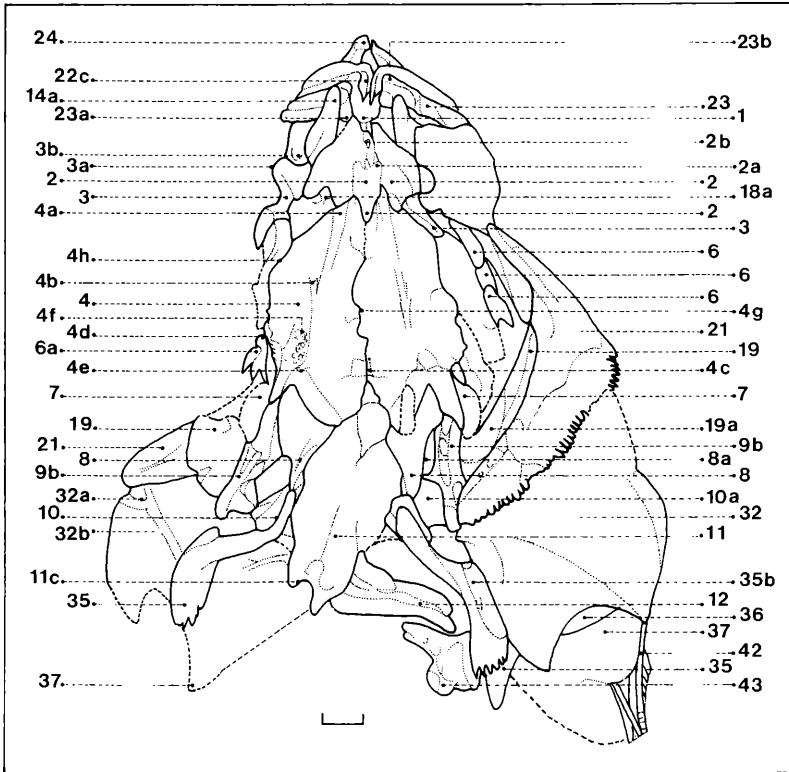 24 23b
22c
14a 23
23a 1
3b 2b
3a 2a
2 2
3 18a
4a 2
3
4h 6
4b 6
4 6
4f 4g
4d 21
6a 19
4e 4c
7 7
19 19a
21 9b
8 8a
9b 8
32a 10a
10 32
32b 11
11c 35b
35 12
36
37
42
35
37 43